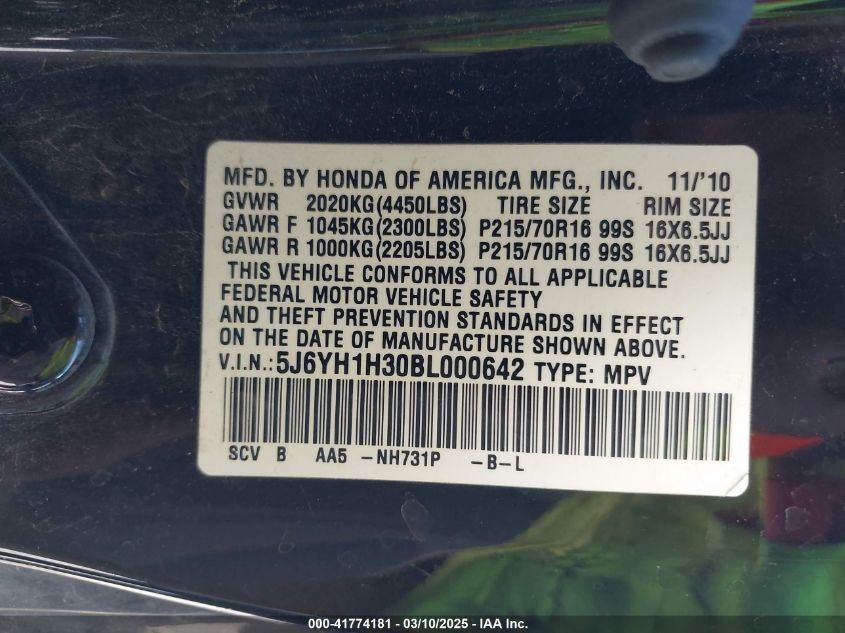 MFD. BY HONDA OF AMERICA MFG., INC. 11/'10
GVWR 2020KG(4450LBS) TIRE SIZE RIM SIZE
GAWR F 1045KG(2300LBS) P215/70R16 99S 16X6.5JJ
GAWR R 1000KG(2205LBS) P215/70R16 99S 16X6.5JJ
THIS VEHICLE CONFORMS TO ALL APPLICABLE
FEDERAL MOTOR VEHICLE SAFETY
AND THEFT PREVENTION STANDARDS IN EFFECT
ON THE DATE OF MANUFACTURE SHOWN ABOVE.
V.I.N.: 5J6YH1H30BL000642 TYPE: MPV
SCV B AA5 -NH731P -B-L
000-41774181 - 03/10/2025 - IAA Inc.